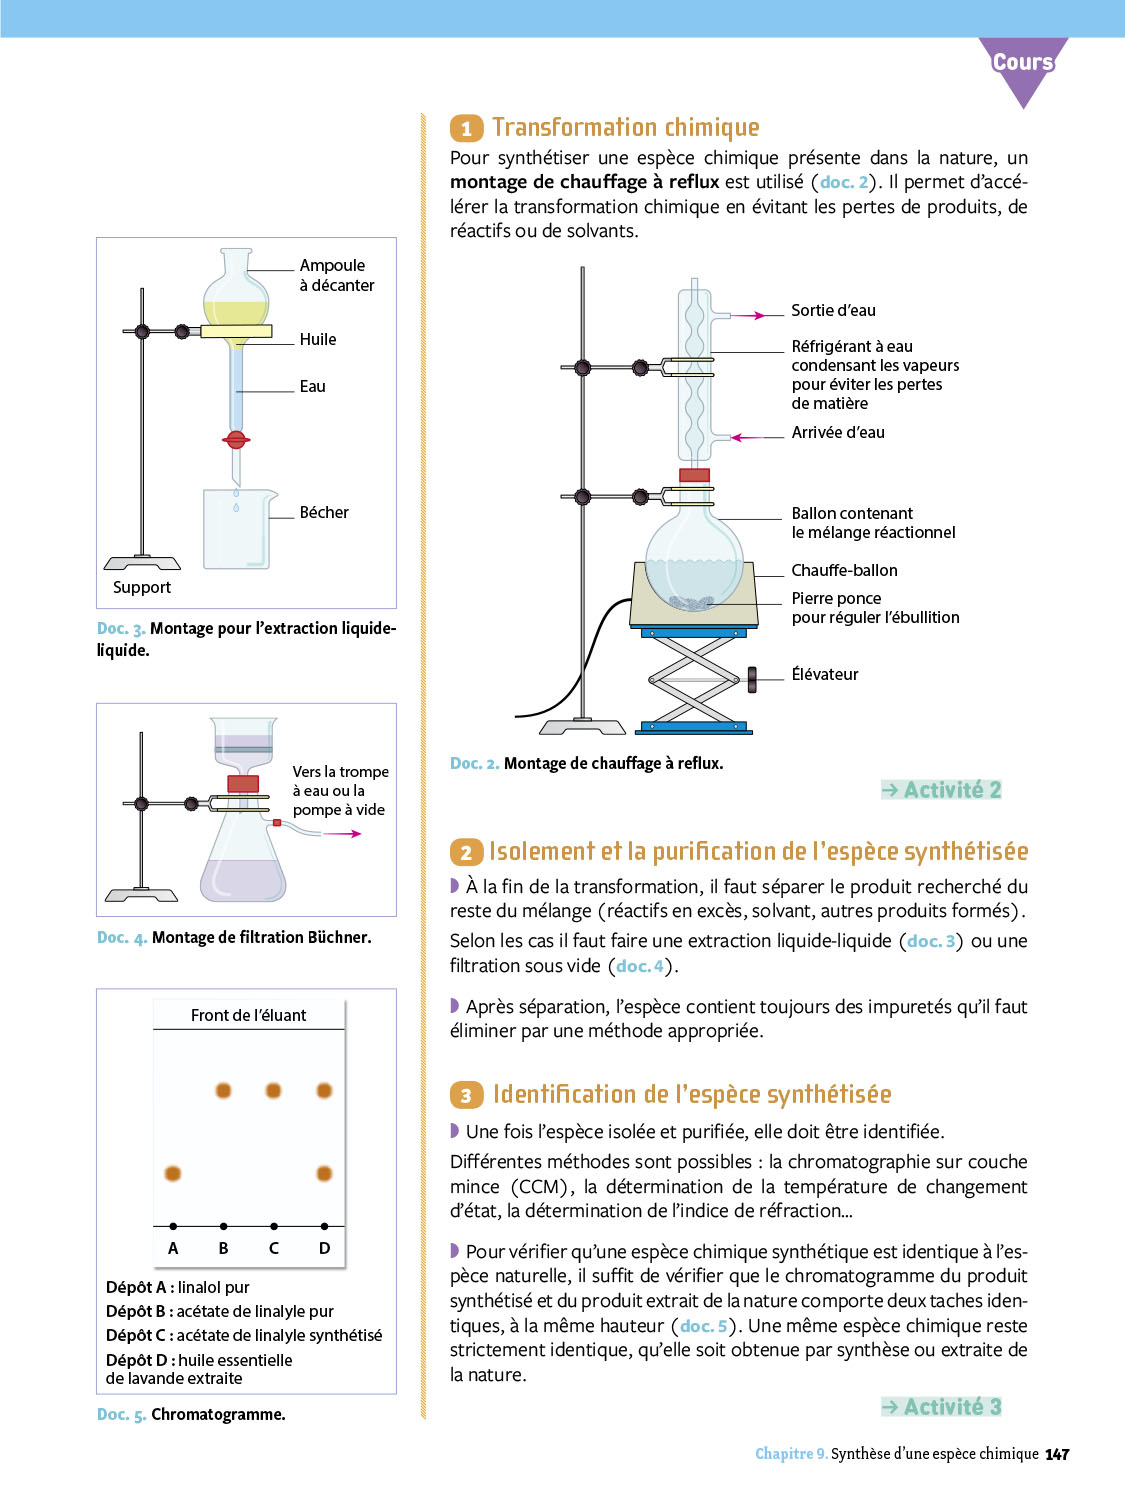 Cours
1 Transformation chimique
Pour synthétiser une espèce chimique présente dans la nature, un
montage de chauffage à reflux est utilisé (doc. 2). Il permet d'accé-
lérer la transformation chimique en évitant les pertes de produits, de
réactifs ou de solvants.
Sortie d'eau
Réfrigérant à eau
condensant les vapeurs
pour éviter les pertes
de matière
Arrivée d'eau
Ballon contenant
le mélange réactionnel
Chauffe-ballon
Pierre ponce
pour réguler l'ébullition
Élévateur
Doc. 2. Montage de chauffage à reflux.
→ Activité 2
Ampoule
à décanter
Huile
Eau
Bécher
Support
Doc. 3. Montage pour l'extraction liquide-
liquide.
Vers la trompe
à eau ou la
pompe à vide
Doc. 4. Montage de filtration Büchner.
Front de l'éluant
A B C D
Dépôt A : linalol pur
Dépôt B : acétate de linalyle pur
Dépôt C : acétate de linalyle synthétisé
Dépôt D : huile essentielle
de lavande extraite
Doc. 5. Chromatogramme.
2 Isolement et la purification de l'espèce synthétisée
À la fin de la transformation, il faut séparer le produit recherché du
reste du mélange (réactifs en excès, solvant, autres produits formés).
Selon les cas il faut faire une extraction liquide-liquide (doc. 3) ou une
filtration sous vide (doc. 4).
Après séparation, l'espèce contient toujours des impuretés qu'il faut
éliminer par une méthode appropriée.
3 Identification de l'espèce synthétisée
Une fois l'espèce isolée et purifiée, elle doit être identifiée.
Différentes méthodes sont possibles : la chromatographie sur couche
mince (CCM), la détermination de la température de changement
d'état, la détermination de l'indice de réfraction...
Pour vérifier qu'une espèce chimique synthétique est identique à l'es-
pèce naturelle, il suffit de vérifier que le chromatogramme du produit
synthétisé et du produit extrait de la nature comporte deux taches iden-
tiques, à la même hauteur (doc. 5). Une même espèce chimique reste
strictement identique, qu'elle soit obtenue par synthèse ou extraite de
la nature.
→ Activité 3
Chapitre 9. Synthèse d'une espèce chimique 147